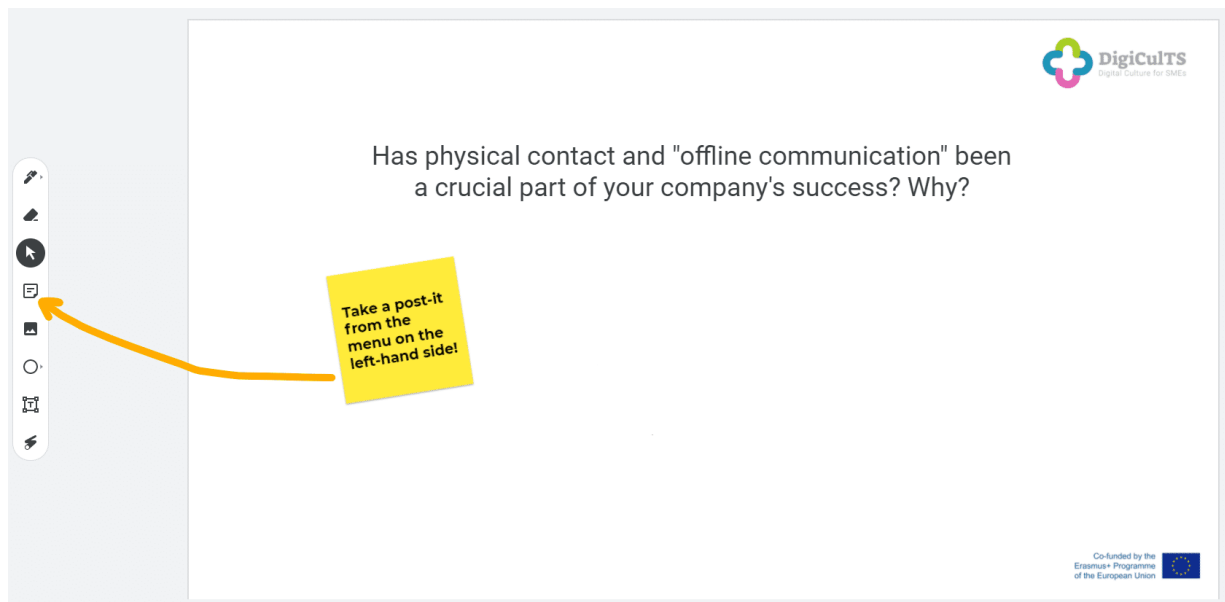 DigiCulTS
Digital Culture for SMEs
Has physical contact and "offline communication" been
a crucial part of your company's success? Why?
Take a post-it
from the
menu on the
left-hand side!
Co-funded by the
Erasmus+ Programme
of the European Union